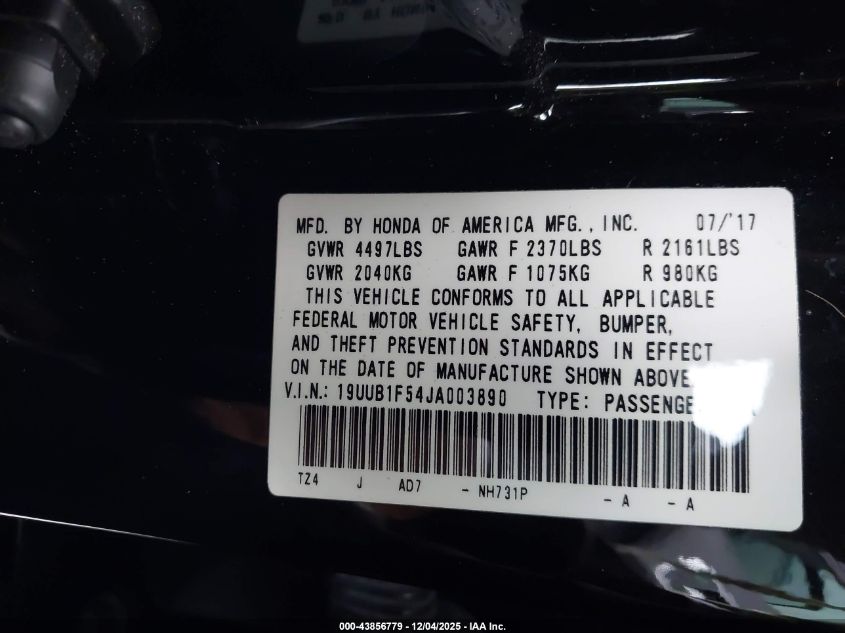 MFD. BY HONDA OF AMERICA MFG., INC. 07/'17
GVWR 4497LBS GAWR F 2370LBS R 2161LBS
GVWR 2040KG GAWR F 1075KG R 980KG
THIS VEHICLE CONFORMS TO ALL APPLICABLE
FEDERAL MOTOR VEHICLE SAFETY, BUMPER,
AND THEFT PREVENTION STANDARDS IN EFFECT
ON THE DATE OF MANUFACTURE SHOWN ABOVE
V.I.N.: 19UUB1F54JA003890 TYPE: PASSENGE
TZ4 J AD7 - NH731P - A - A
000-43856779 - 12/04/2025 - IAA Inc.